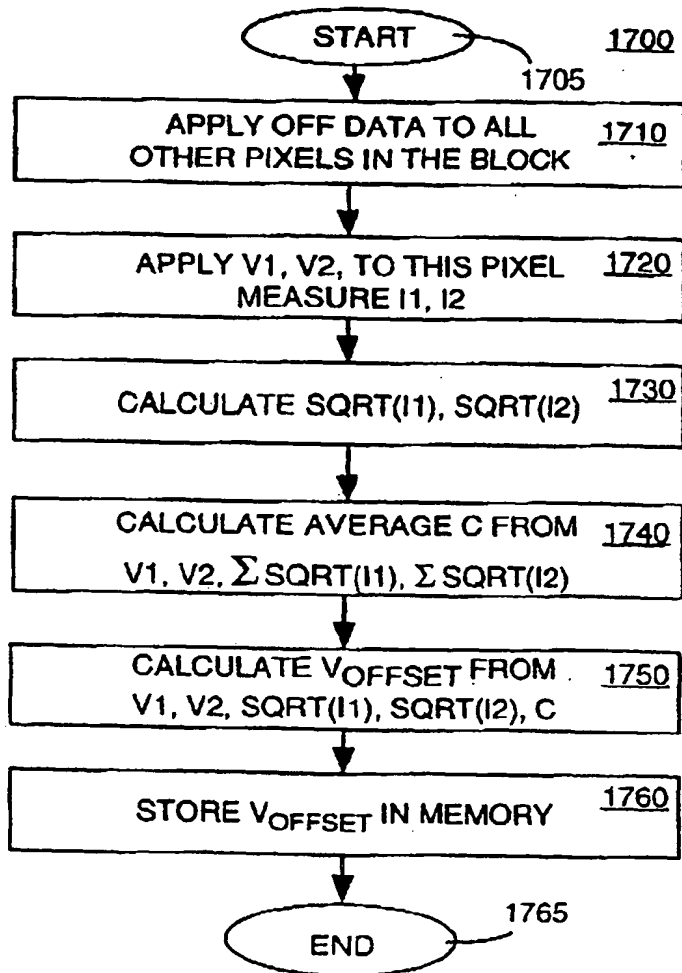 START
1700
1705
APPLY OFF DATA TO ALL
OTHER PIXELS IN THE BLOCK
1710
APPLY V1, V2, TO THIS PIXEL
MEASURE I1, I2
1720
CALCULATE SQRT(I1), SQRT(I2)
1730
CALCULATE AVERAGE C FROM
V1, V2, Σ SQRT(I1), Σ SQRT(I2)
1740
CALCULATE VOFFSET FROM
V1, V2, SQRT(I1), SQRT(I2), C
1750
STORE VOFFSET IN MEMORY
1760
1765
END